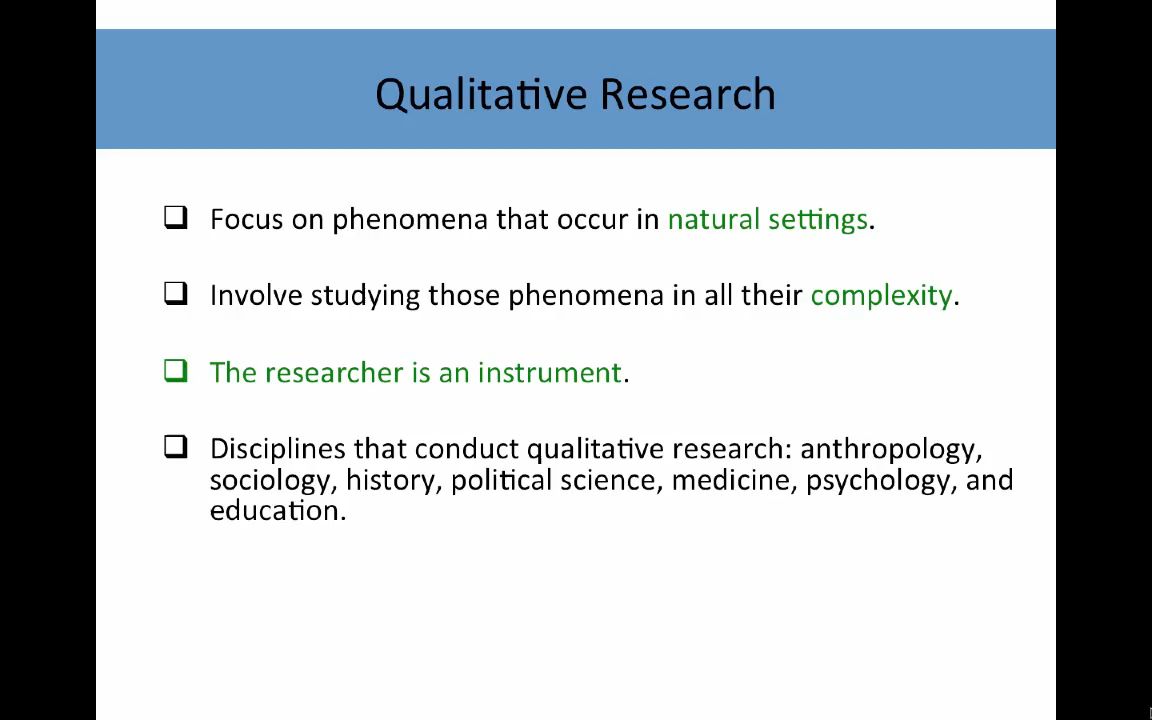 Qualitative Research
❑ Focus on phenomena that occur in natural settings.
❑ Involve studying those phenomena in all their complexity.
❑ The researcher is an instrument.
❑ Disciplines that conduct qualitative research: anthropology,
sociology, history, political science, medicine, psychology, and
education.